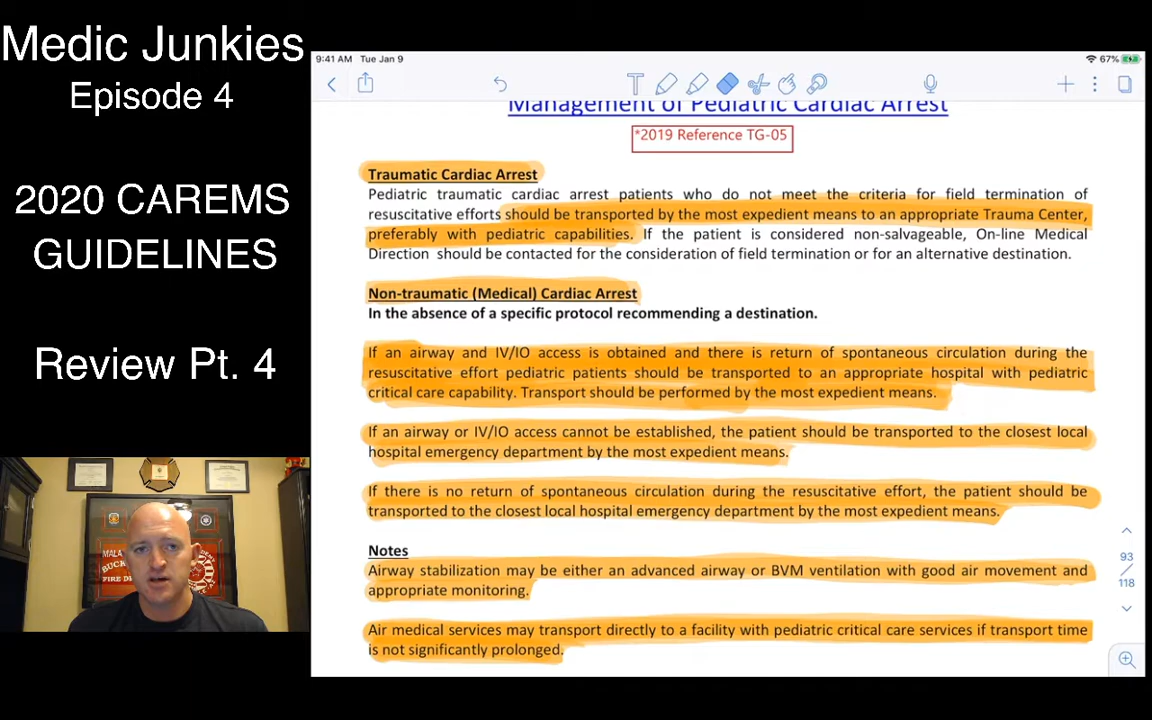 Medic Junkies
Episode 4
2020 CAREMS
GUIDELINES
Review Pt. 4
9:41 AM Tue Jan 9
67%
Management of Pediatric Cardiac Arrest
*2019 Reference TG-05
Traumatic Cardiac Arrest
Pediatric traumatic cardiac arrest patients who do not meet the criteria for field termination of
resuscitative efforts should be transported by the most expedient means to an appropriate Trauma Center,
preferably with pediatric capabilities. If the patient is considered non-salvageable, On-line Medical
Direction should be contacted for the consideration of field termination or for an alternative destination.
Non-traumatic (Medical) Cardiac Arrest
In the absence of a specific protocol recommending a destination.
If an airway and IV/IO access is obtained and there is return of spontaneous circulation during the
resuscitative effort pediatric patients should be transported to an appropriate hospital with pediatric
critical care capability. Transport should be performed by the most expedient means.
If an airway or IV/IO access cannot be established, the patient should be transported to the closest local
hospital emergency department by the most expedient means.
If there is no return of spontaneous circulation during the resuscitative effort, the patient should be
transported to the closest local hospital emergency department by the most expedient means.
Notes
Airway stabilization may be either an advanced airway or BVM ventilation with good air movement and
appropriate monitoring.
Air medical services may transport directly to a facility with pediatric critical care services if transport time
is not significantly prolonged.
93
118